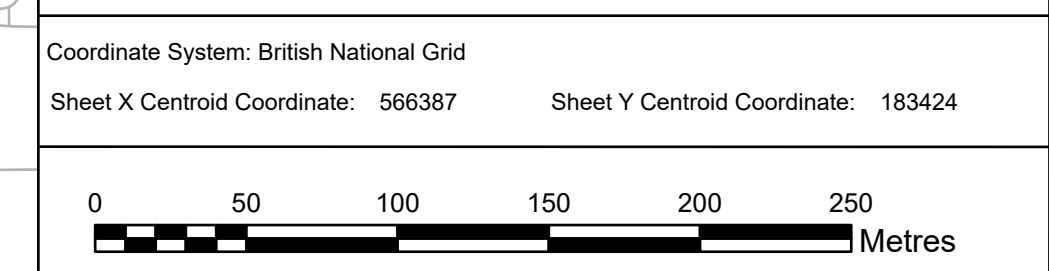 Coordinate System: British National Grid
Sheet X Centroid Coordinate: 566387 Sheet Y Centroid Coordinate: 183424
0 50 100 150 200 250
Metres